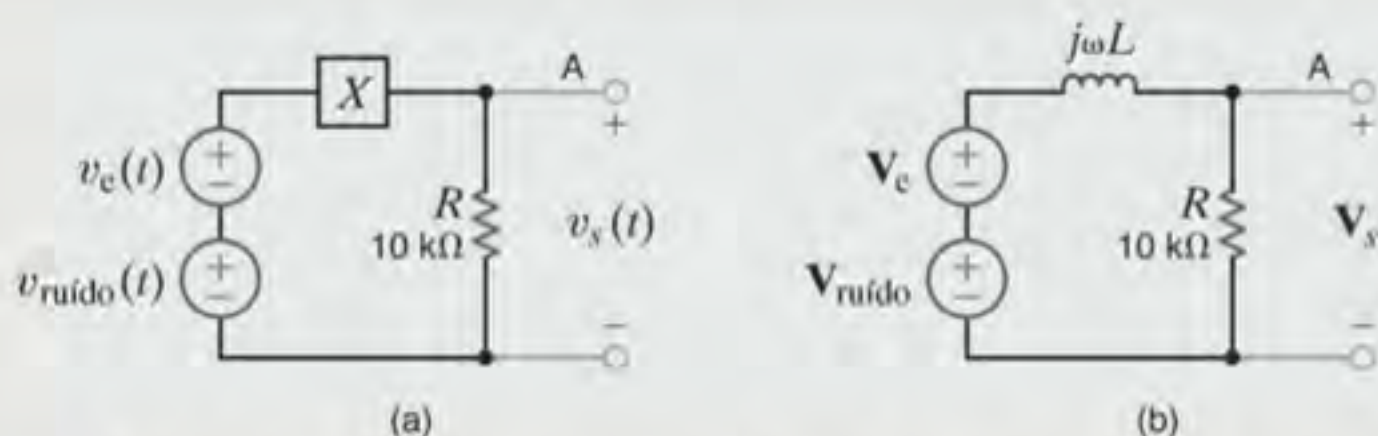 X
A
+
v_e(t)
+
−
R
10 kΩ
v_s(t)
v_ruído(t)
+
−
−
(a)
jωL
A
+
V_e
+
−
R
10 kΩ
V_s
V_ruído
+
−
−
(b)